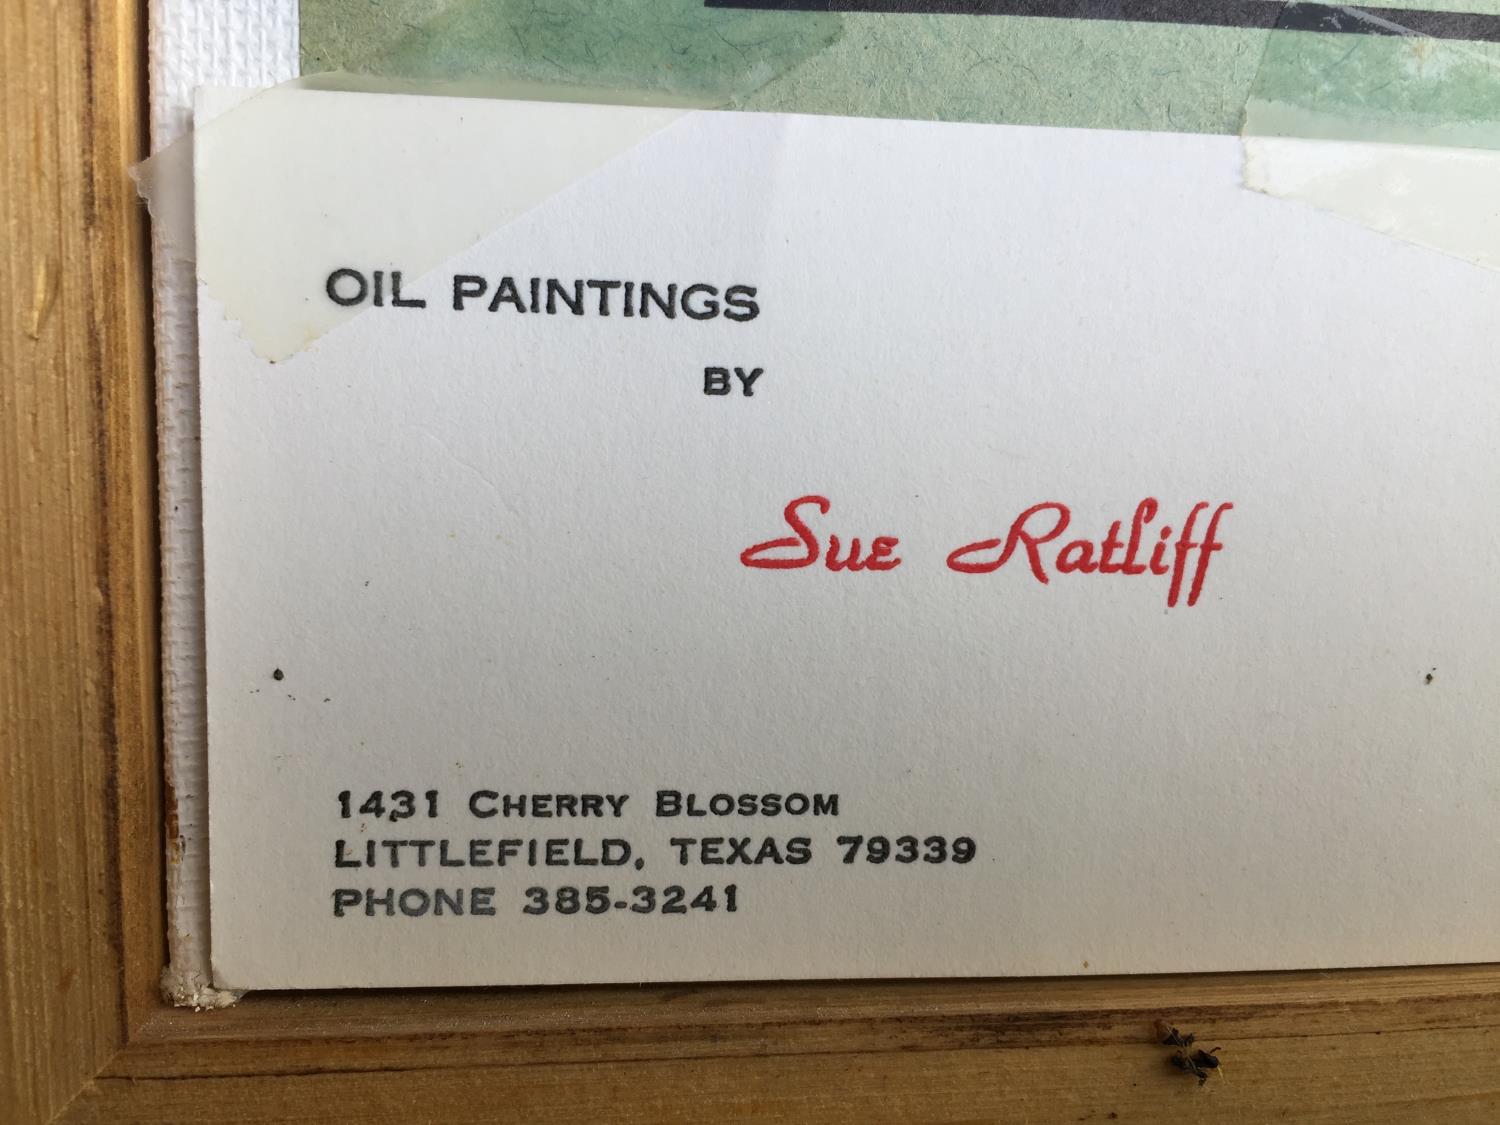 OIL PAINTINGS
BY
Sue Ratliff
1431 CHERRY BLOSSOM
LITTLEFIELD, TEXAS 79339
PHONE 385-3241